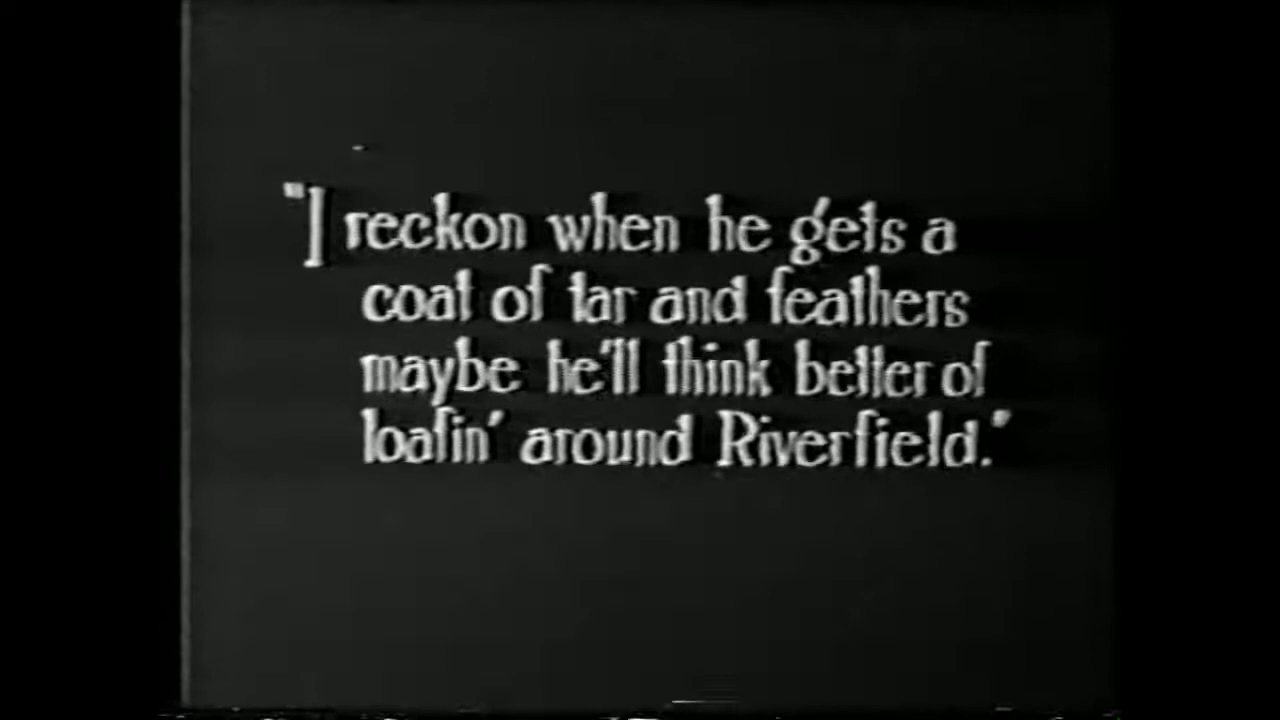 "I reckon when he gets a
coat of tar and feathers
maybe he'll think better of
loafin' around Riverfield."